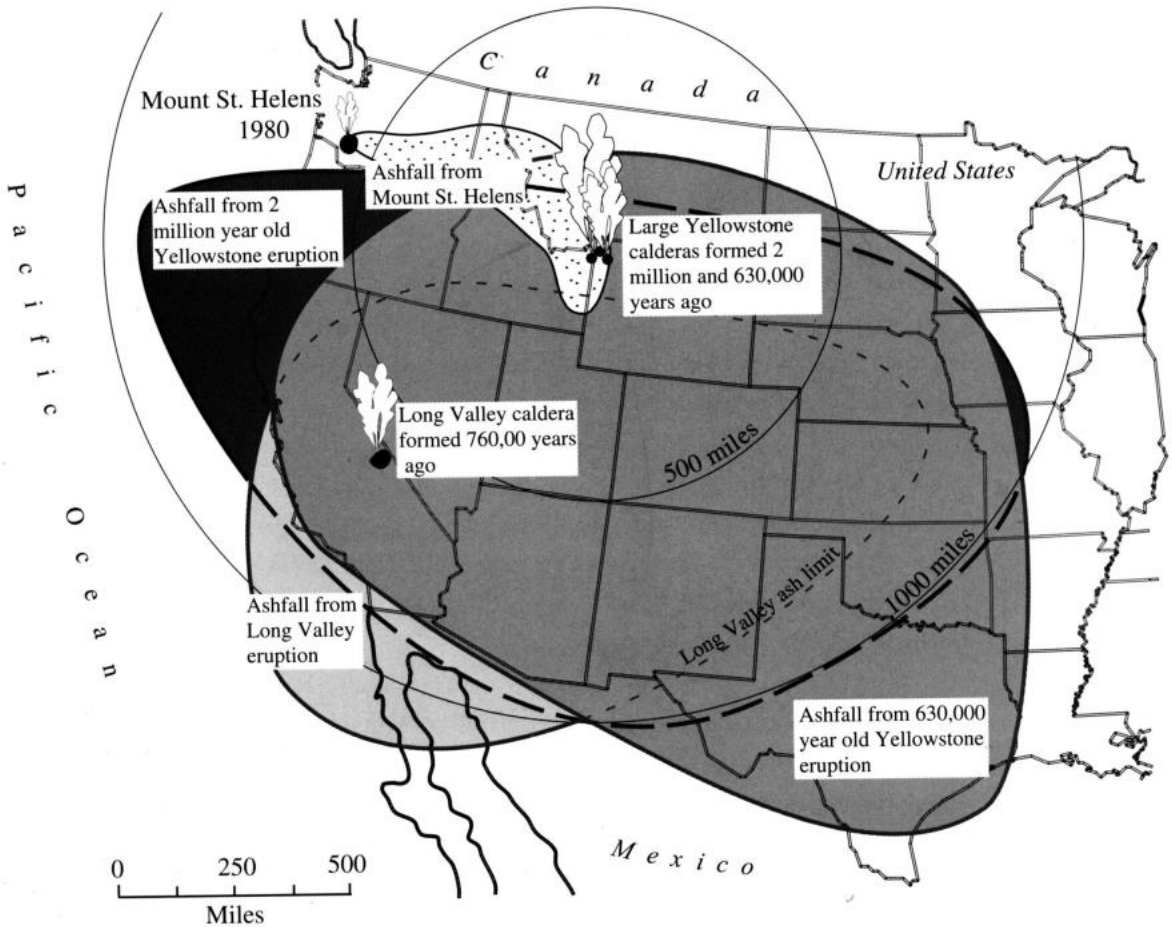 Canada
Mount St. Helens
1980
United States
Ashfall from
Mount St. Helens
Ashfall from 2
million year old
Yellowstone eruption
Large Yellowstone
calderas formed 2
million and 630,000
years ago
Pacific Ocean
Long Valley caldera
formed 760,00 years
ago
500 miles
1000 miles
Long Valley ash limit
Ashfall from
Long Valley
eruption
Ashfall from 630,000
year old Yellowstone
eruption
Mexico
0 250 500
Miles